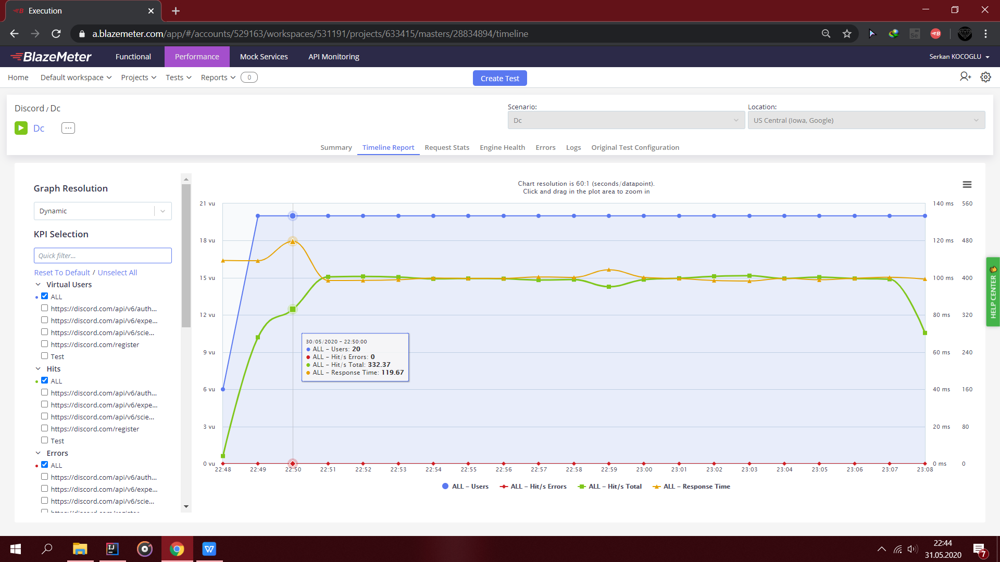 Execution
a.blazemeter.com/app/#/accounts/529163/workspaces/531191/projects/633415/masters/28834894/timeline
BlazeMeter Functional Performance Mock Services API Monitoring Serkan KOCOGLU
Home Default workspace Projects Tests Reports 0 Create Test
Discord / Dc
Dc
Scenario: Location:
Dc US Central (Iowa, Google)
Summary Timeline Report Request Stats Engine Health Errors Logs Original Test Configuration
Graph Resolution
Dynamic
KPI Selection
Quick filter...
Reset To Default / Unselect All
Virtual Users
ALL
https://discord.com/api/v6/auth...
https://discord.com/api/v6/expe...
https://discord.com/api/v6/scie...
https://discord.com/register
Test
Hits
ALL
https://discord.com/api/v6/auth...
https://discord.com/api/v6/expe...
https://discord.com/api/v6/scie...
https://discord.com/register
Test
Errors
ALL
https://discord.com/api/v6/auth...
https://discord.com/api/v6/expe...
https://discord.com/api/v6/scie...
https://discord.com/register
Chart resolution is 60:1 (seconds/datapoint).
Click and drag in the plot area to zoom in
21 vu 140 ms 560
18 vu 120 ms 480
15 vu 100 ms 400
12 vu 80 ms 320
9 vu 60 ms 240
6 vu 40 ms 160
3 vu 20 ms 80
0 vu 0 ms 0
30/05/2020 - 22:50:00
ALL - Users: 20
ALL - Hit/s Errors: 0
ALL - Hit/s Total: 332.37
ALL - Response Time: 119.67
22:48 22:49 22:50 22:51 22:52 22:53 22:54 22:55 22:56 22:57 22:58 22:59 23:00 23:01 23:02 23:03 23:04 23:05 23:06 23:07 23:08
ALL - Users ALL - Hit/s Errors ALL - Hit/s Total ALL - Response Time
HELP CENTER
22:44
31.05.2020
7